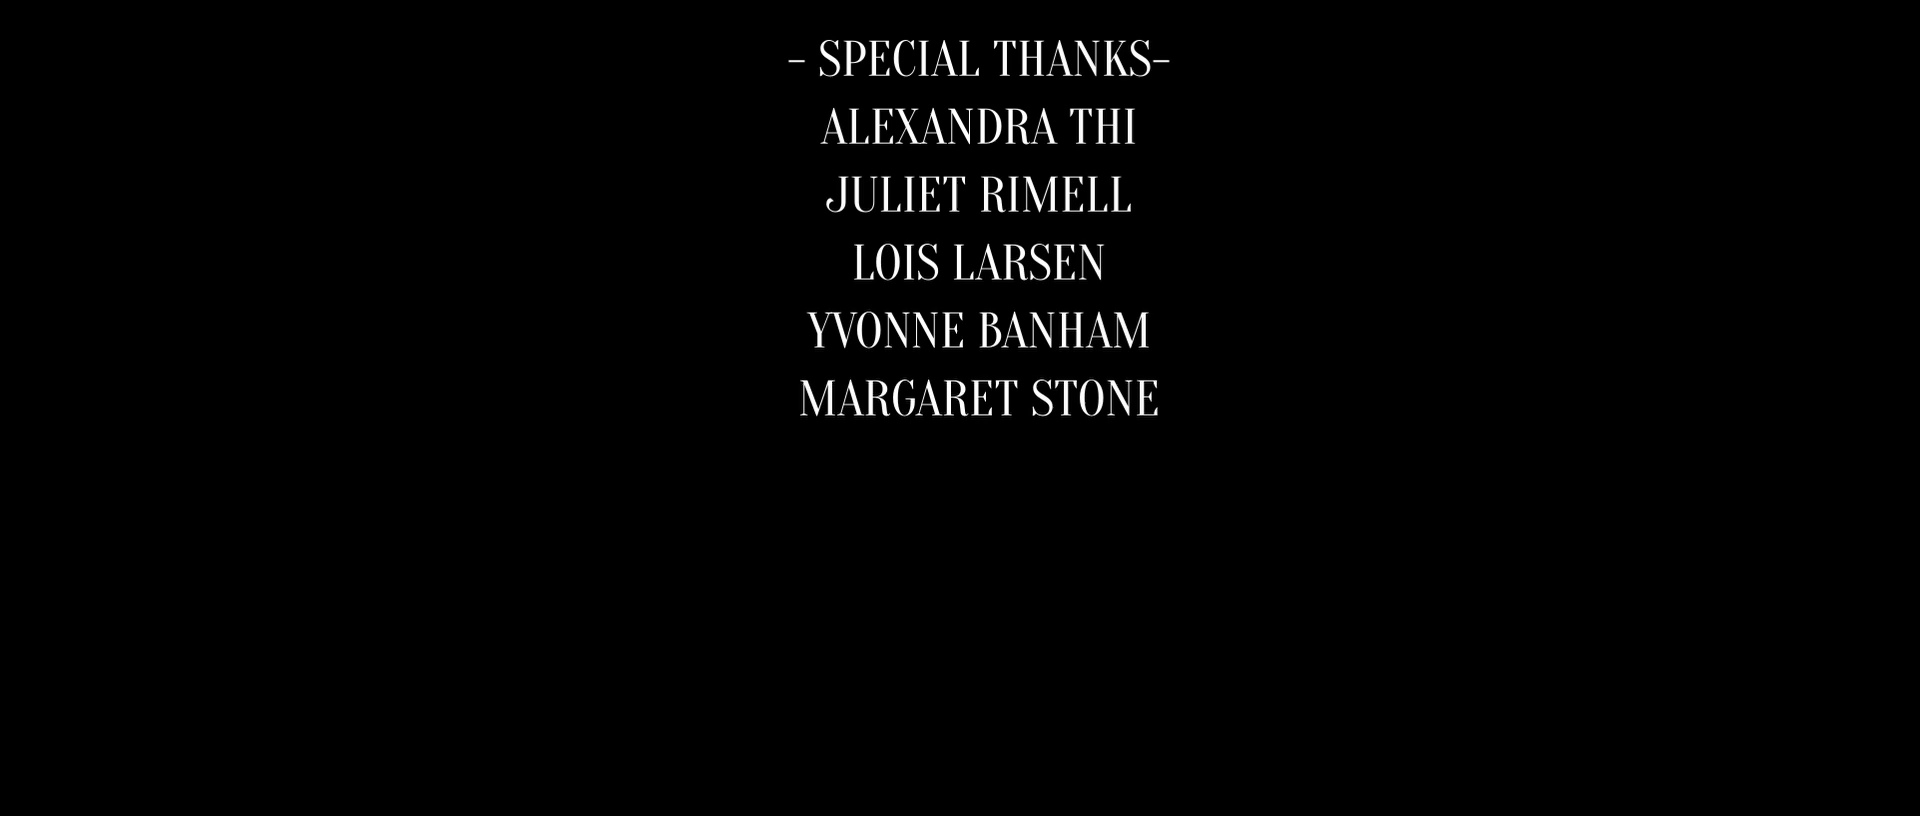 - SPECIAL THANKS-
ALEXANDRA THI
JULIET RIMELL
LOIS LARSEN
YVONNE BANHAM
MARGARET STONE